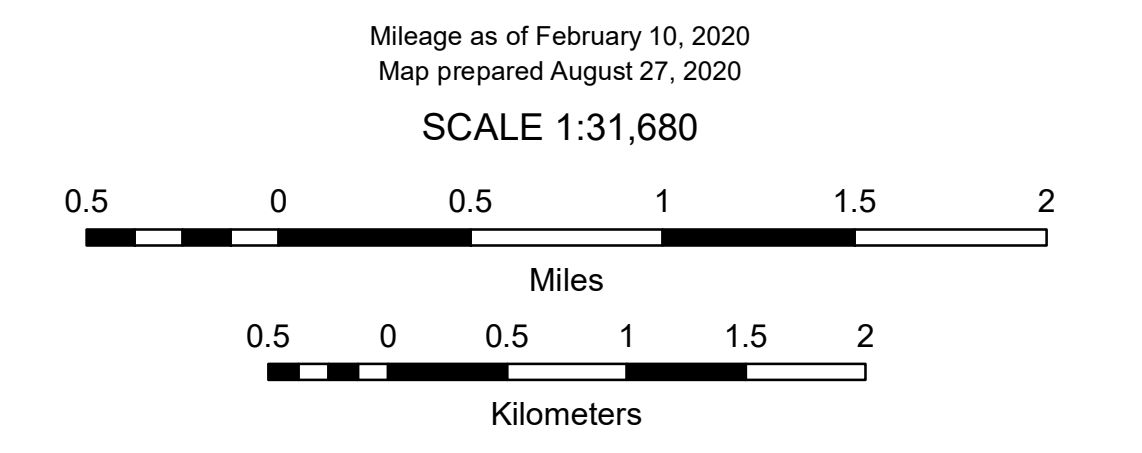 Mileage as of February 10, 2020
Map prepared August 27, 2020
SCALE 1:31,680
0.5 0 0.5 1 1.5 2
Miles
0.5 0 0.5 1 1.5 2
Kilometers